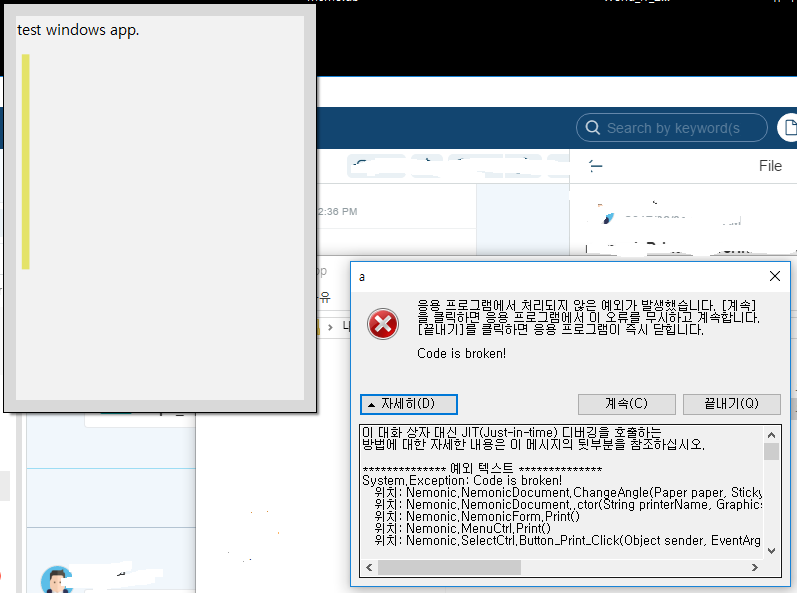 test windows app.
Search by keyword(s
File
2:36 PM
a
응용 프로그램에서 처리되지 않은 예외가 발생했습니다. [계속]
을 클릭하면 응용 프로그램에서 이 오류를 무시하고 계속합니다.
[끝내기]를 클릭하면 응용 프로그램이 즉시 닫힙니다.
Code is broken!
자세히(D)
계속(C)
끝내기(Q)
이 대화 상자 대신 JIT(Just-in-time) 디버깅을 호출하는
방법에 대한 자세한 내용은 이 메시지의 뒷부분을 참조하십시오.
************** 예외 텍스트 **************
System.Exception: Code is broken!
위치: Nemonic.NemonicDocument.ChangeAngle(Paper paper, Sticky
위치: Nemonic.NemonicDocument..ctor(String printerName, Graphics
위치: Nemonic.NemonicForm.Print()
위치: Nemonic.MenuCtrl.Print()
위치: Nemonic.SelectCtrl.Button_Print_Click(Object sender, EventArg